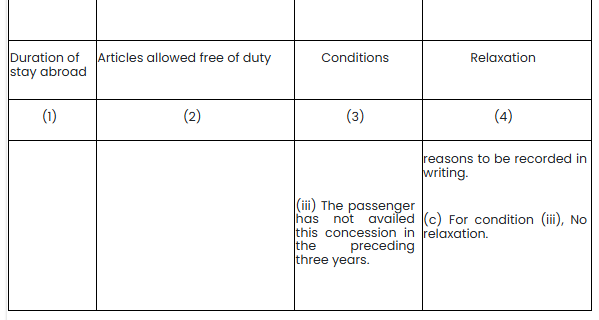 Duration of
stay abroad
Articles allowed free of duty
Conditions
Relaxation
(1)
(2)
(3)
(4)
(iii) The passenger
has not availed
this concession in
the preceding
three years.
reasons to be recorded in
writing.
(c) For condition (iii), No
relaxation.